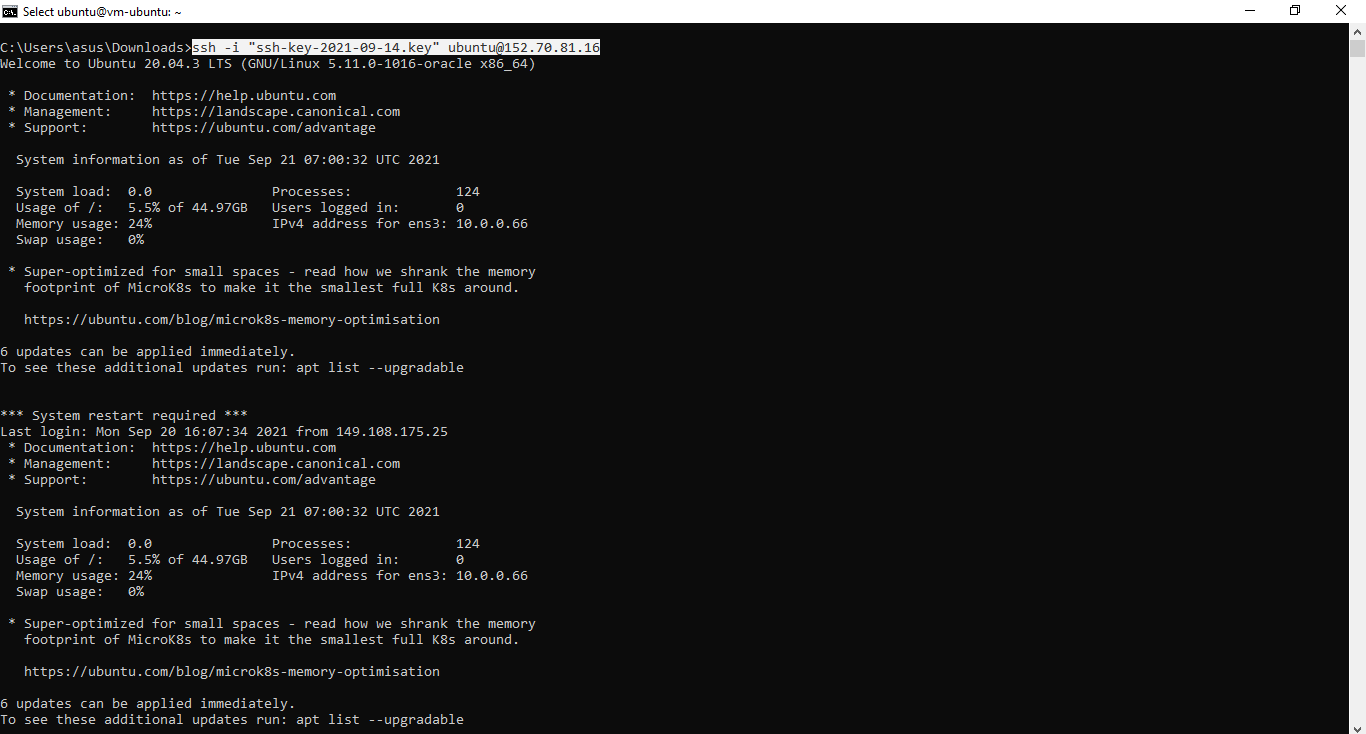 Select ubuntu@vm-ubuntu: ~
C:\Users\asus\Downloads>ssh -i "ssh-key-2021-09-14.key" ubuntu@152.70.81.16
Welcome to Ubuntu 20.04.3 LTS (GNU/Linux 5.11.0-1016-oracle x86_64)
* Documentation:  https://help.ubuntu.com
* Management:     https://landscape.canonical.com
* Support:        https://ubuntu.com/advantage
System information as of Tue Sep 21 07:00:32 UTC 2021
System load:  0.0               Processes:             124
Usage of /:   5.5% of 44.97GB   Users logged in:       0
Memory usage: 24%               IPv4 address for ens3: 10.0.0.66
Swap usage:   0%
* Super-optimized for small spaces - read how we shrank the memory
footprint of MicroK8s to make it the smallest full K8s around.
https://ubuntu.com/blog/microk8s-memory-optimisation
6 updates can be applied immediately.
To see these additional updates run: apt list --upgradable
*** System restart required ***
Last login: Mon Sep 20 16:07:34 2021 from 149.108.175.25
* Documentation:  https://help.ubuntu.com
* Management:     https://landscape.canonical.com
* Support:        https://ubuntu.com/advantage
System information as of Tue Sep 21 07:00:32 UTC 2021
System load:  0.0               Processes:             124
Usage of /:   5.5% of 44.97GB   Users logged in:       0
Memory usage: 24%               IPv4 address for ens3: 10.0.0.66
Swap usage:   0%
* Super-optimized for small spaces - read how we shrank the memory
footprint of MicroK8s to make it the smallest full K8s around.
https://ubuntu.com/blog/microk8s-memory-optimisation
6 updates can be applied immediately.
To see these additional updates run: apt list --upgradable